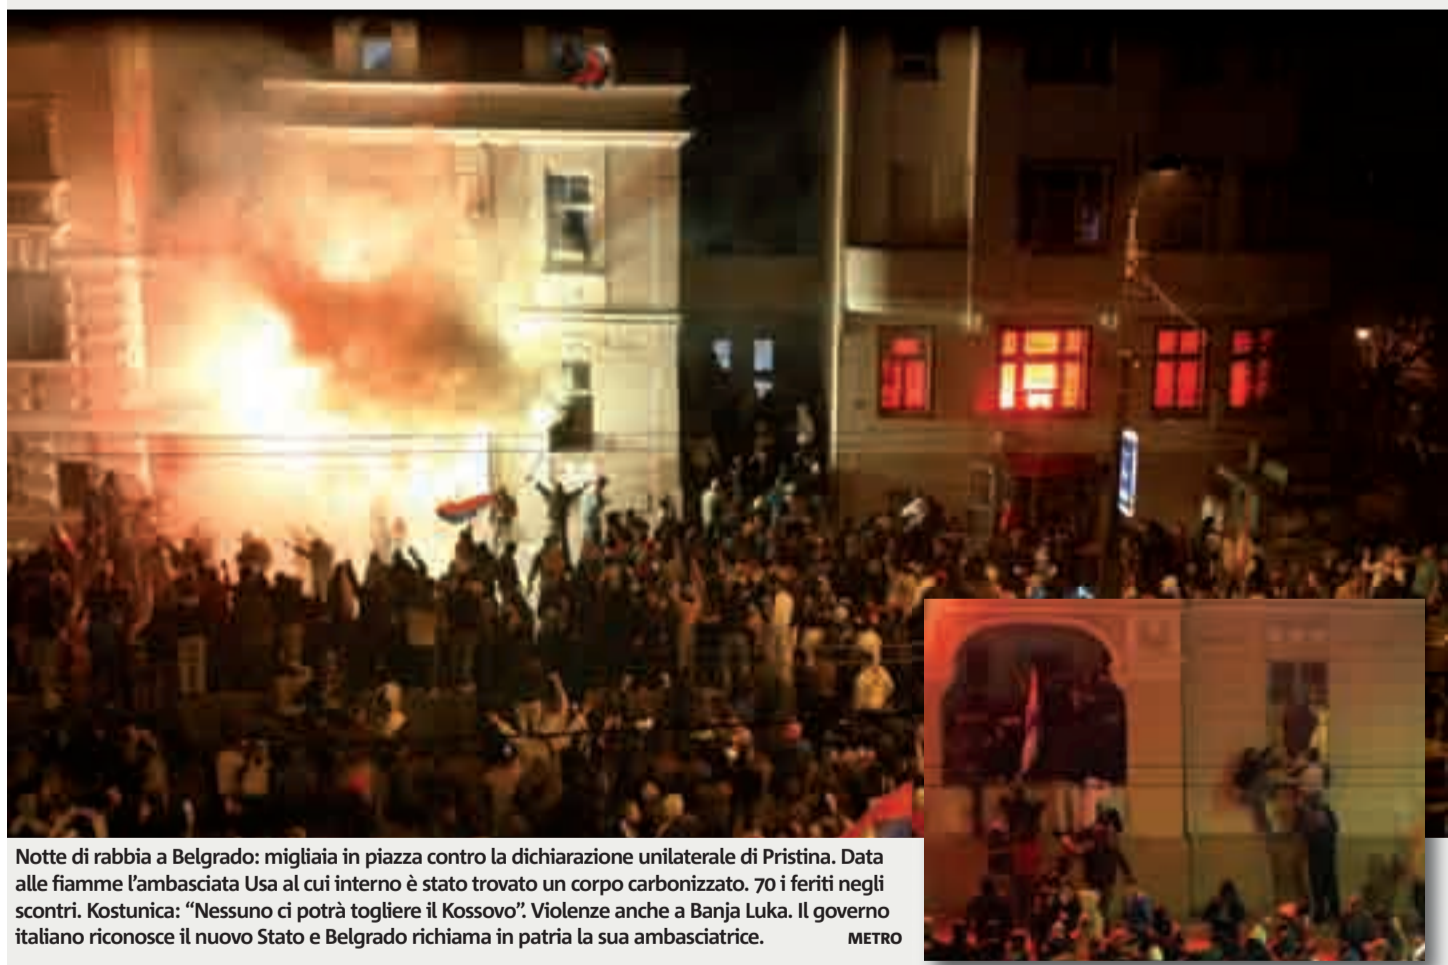 Notte di rabbia a Belgrado: migliaia in piazza contro la dichiarazione unilaterale di Pristina. Data
alle fiamme l’ambasciata Usa al cui interno è stato trovato un corpo carbonizzato. 70 i feriti negli
scontri. Kostunica: “Nessuno ci potrà togliere il Kossovo”. Violenze anche a Banja Luka. Il governo
italiano riconosce il nuovo Stato e Belgrado richiama in patria la sua ambasciatrice. METRO